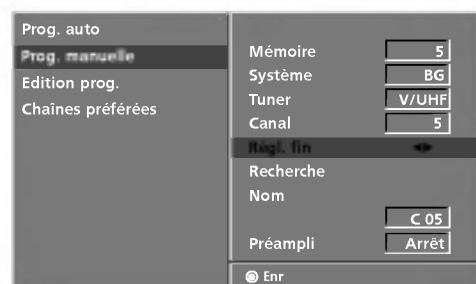 Prog. auto
Prog. manuelle
Edition prog.
Chaînes préférées
Mémoire 5
Système BG
Tuner V/UHF
Canal 5
Régl. fin
Recherche
Nom
C 05
Préampli Arrêt
Enr